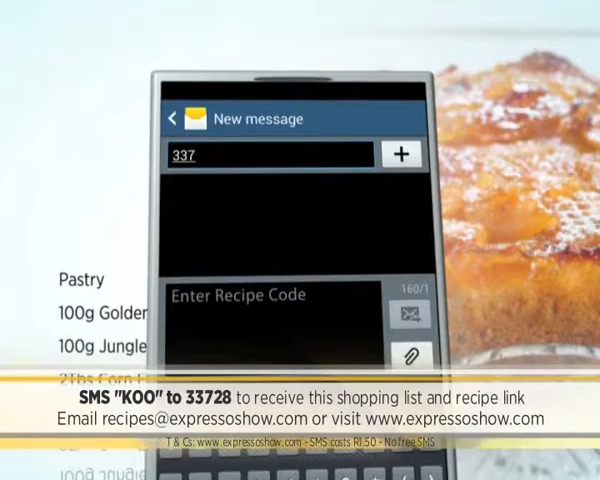 New message
337
+
Enter Recipe Code
160/1
Pastry
100g Golden
100g Jungle
SMS "KOO" to 33728 to receive this shopping list and recipe link
Email recipes@expressoshow.com or visit www.expressoshow.com
T & Cs: www.expressoshow.com - SMS costs R1.50 - No free SMS